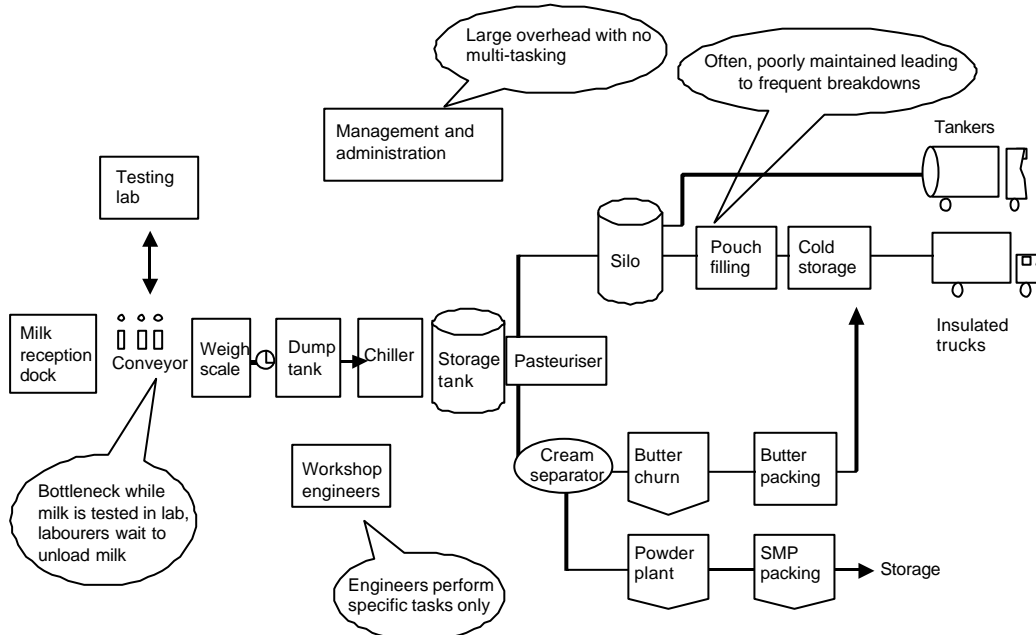 Large overhead with no
multi-tasking
Often, poorly maintained leading
to frequent breakdowns
Management and
administration
Tankers
Testing
lab
Silo
Pouch
filling
Cold
storage
Insulated
trucks
Milk
reception
dock
Conveyor
Weigh
scale
Dump
tank
Chiller
Storage
tank
Pasteuriser
Cream
separator
Butter
churn
Butter
packing
Workshop
engineers
Bottleneck while
milk is tested in lab,
labourers wait to
unload milk
Powder
plant
SMP
packing
Storage
Engineers perform
specific tasks only